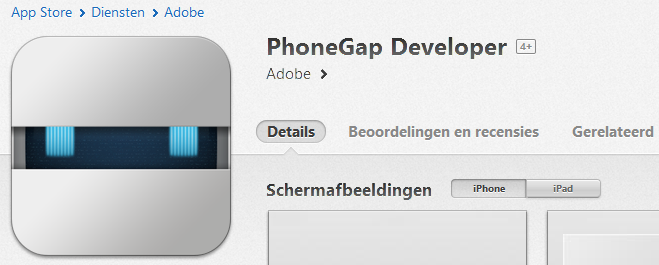 App Store > Diensten > Adobe
PhoneGap Developer 4+
Adobe >
Details Beoordelingen en recensies Gerelateerd
Schermafbeeldingen iPhone iPad